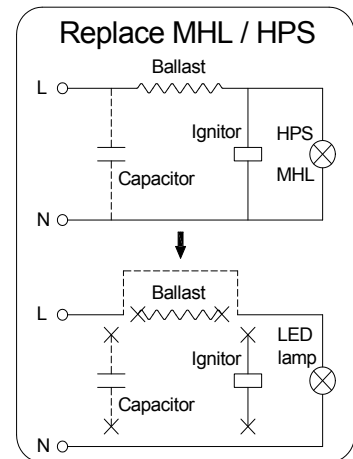 Replace MHL / HPS
Ballast
L
Ignitor
HPS
MHL
Capacitor
N
Ballast
L
LED
lamp
Ignitor
Capacitor
N